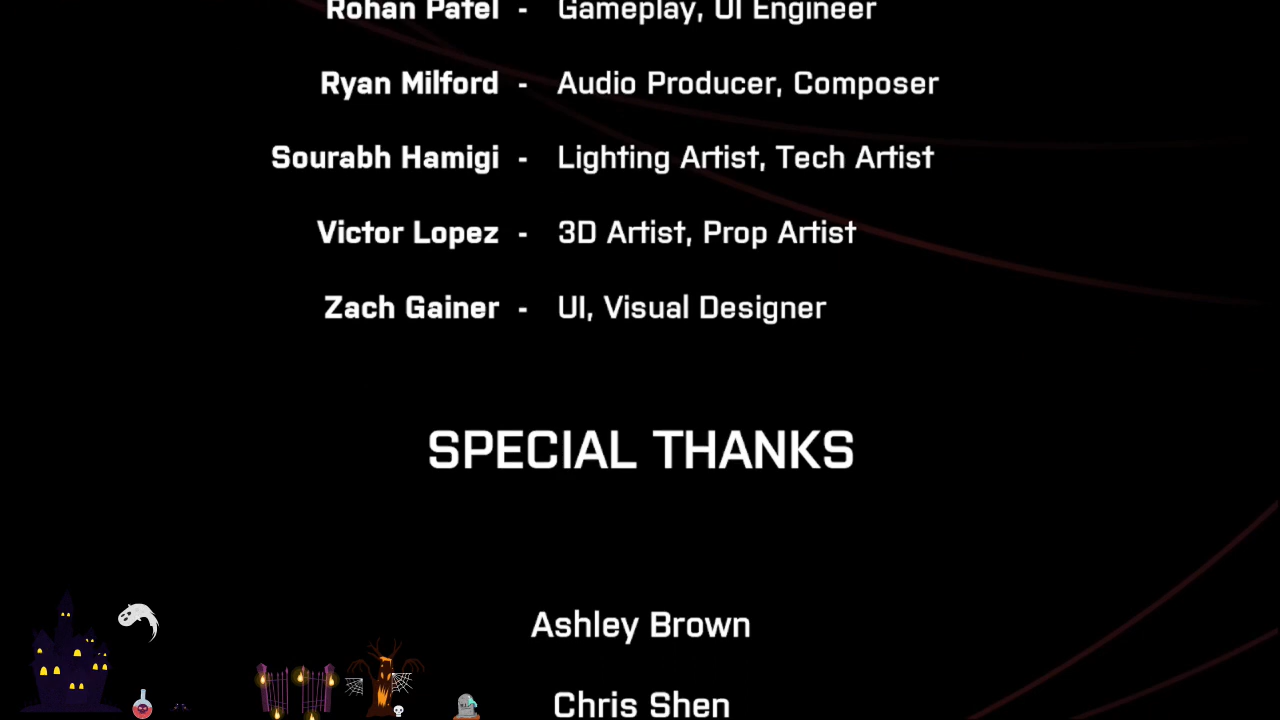 Rohan Patel - Gameplay, UI Engineer
Ryan Milford - Audio Producer, Composer
Sourabh Hamigi - Lighting Artist, Tech Artist
Victor Lopez - 3D Artist, Prop Artist
Zach Gainer - UI, Visual Designer
SPECIAL THANKS
Ashley Brown
Chris Shen